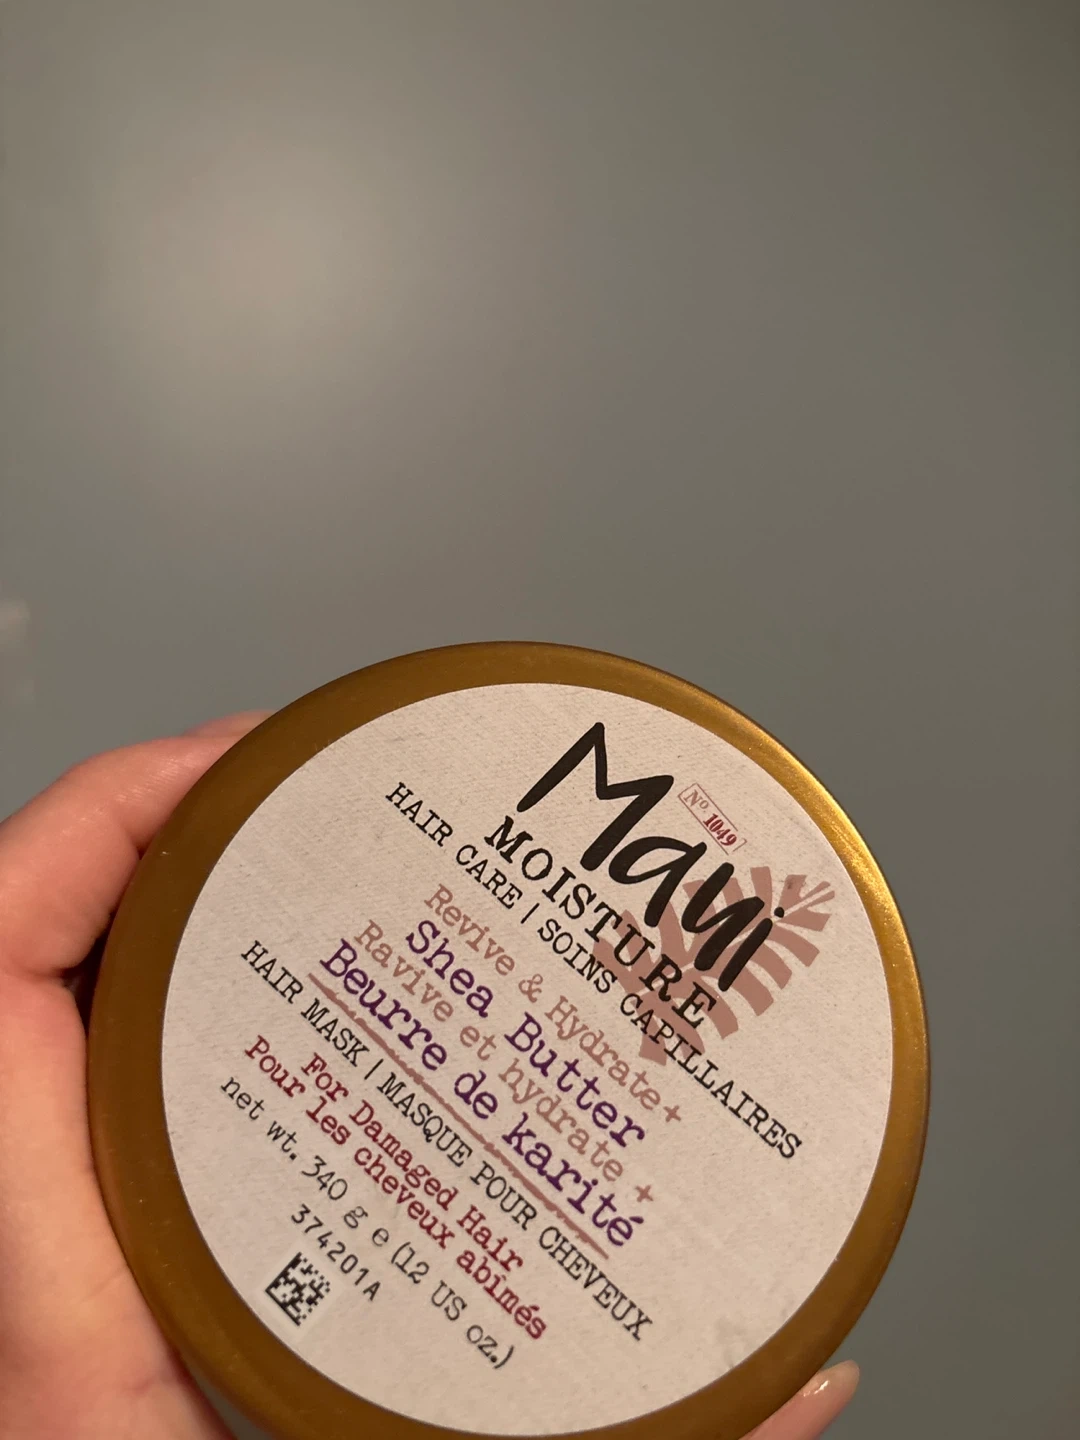 Maui
Nº. 1049
MOISTURE
HAIR CARE | SOINS CAPILLAIRES
Revive & Hydrate+
Shea Butter
Ravive et hydrate +
Beurre de karité
HAIR MASK | MASQUE POUR CHEVEUX
For Damaged Hair
Pour les cheveux abîmés
net wt. 340 g e (12 US oz.)
374201A